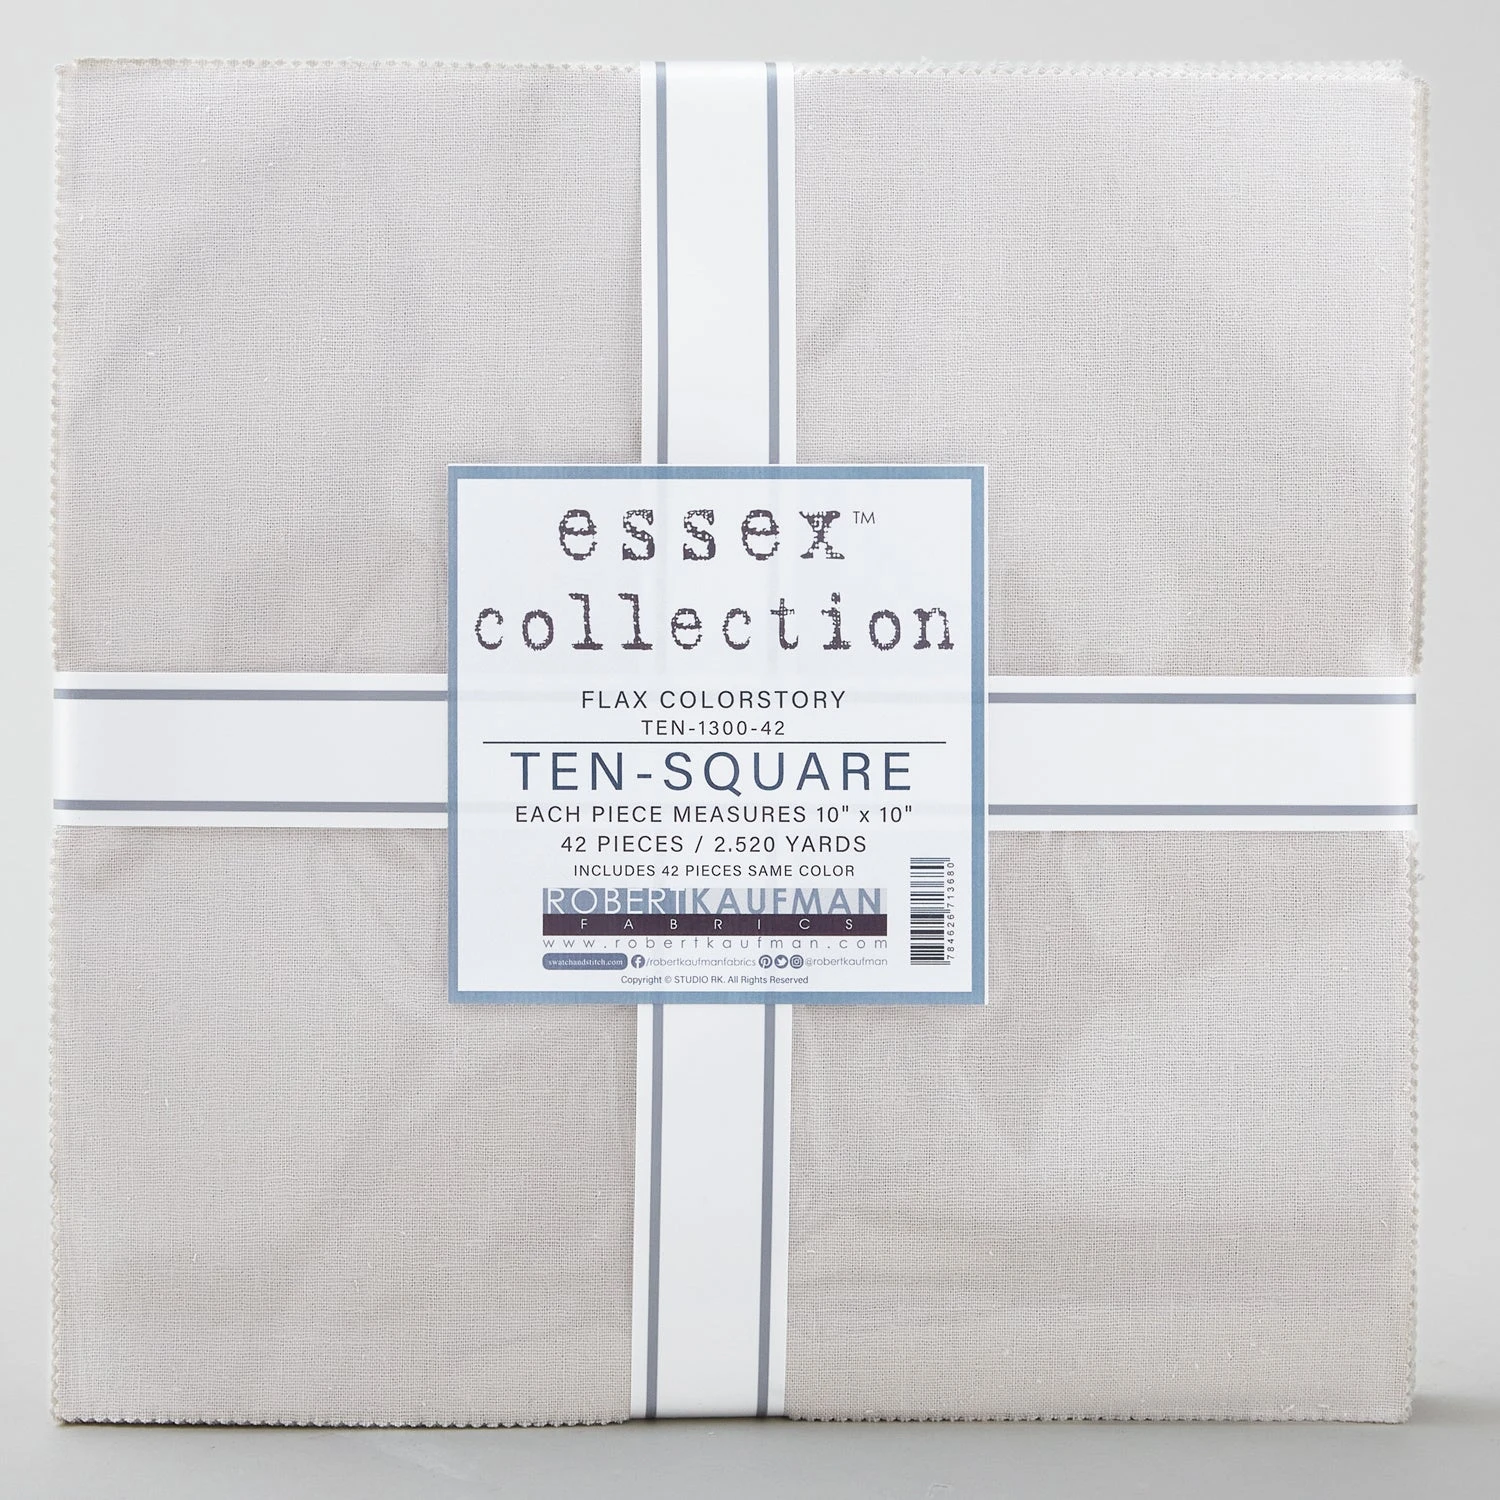 essex™
collection
FLAX COLORSTORY
TEN-1300-42
TEN-SQUARE
EACH PIECE MEASURES 10" x 10"
42 PIECES / 2.520 YARDS
INCLUDES 42 PIECES SAME COLOR
ROBERTKAUFMAN
FABRICS
www.robertkaufman.com
swatchandstitch.com /robertkaufmanfabrics @robertkaufman
Copyright © STUDIO RK. All Rights Reserved
784626713680